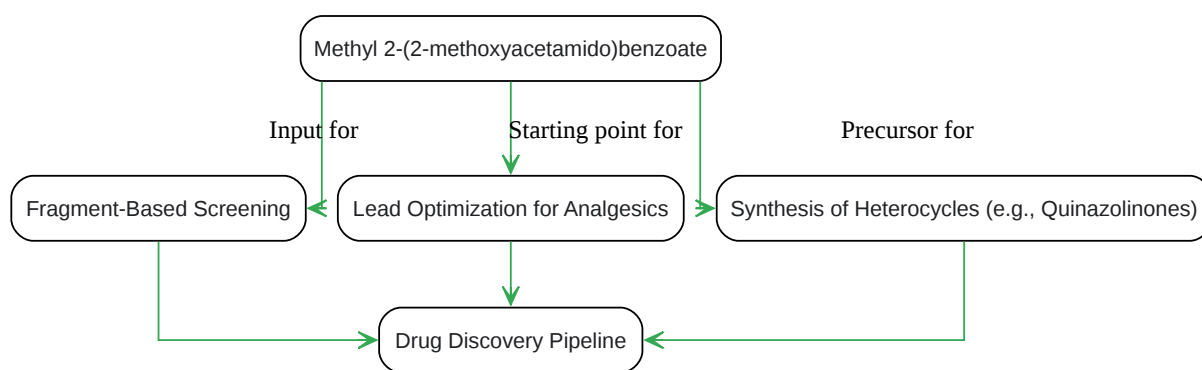 Methyl 2-(2-methoxyacetamido)benzoate
Input for
Starting point for
Precursor for
Fragment-Based Screening
Lead Optimization for Analgesics
Synthesis of Heterocycles (e.g., Quinazolinones)
Drug Discovery Pipeline